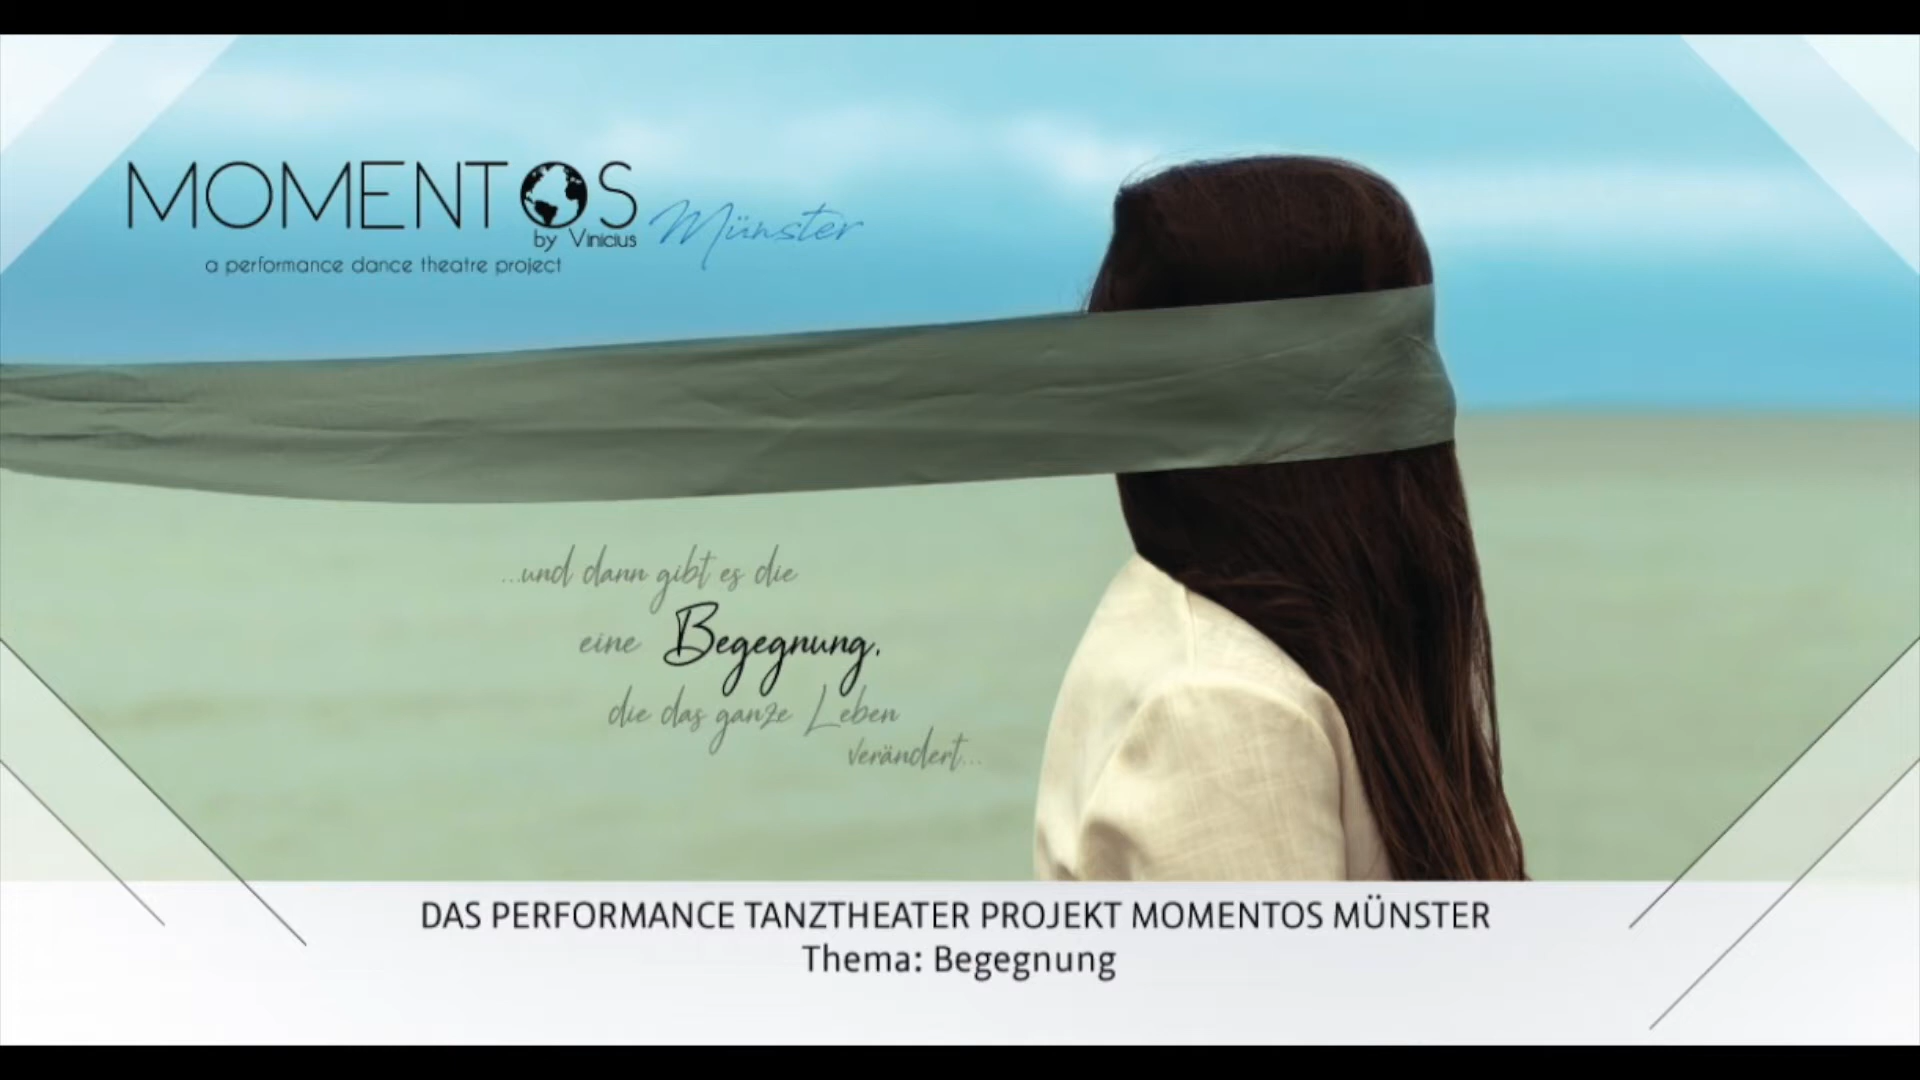 MOMENTOS
by Vinicius
Münster
a performance dance theatre project
...und dann gibt es die
eine Begegnung,
die das ganze Leben
verändert...
DAS PERFORMANCE TANZTHEATER PROJEKT MOMENTOS MÜNSTER
Thema: Begegnung